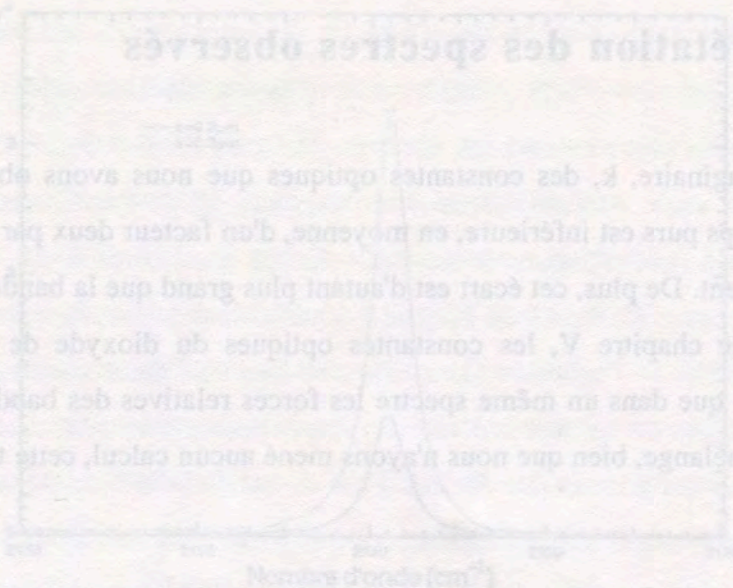 étation des spectres observés
ginaire, k, des constantes optiques que nous avons ob
ps purs est inférieure, en moyenne, d'un facteur deux par
nt. De plus, cet écart est d'autant plus grand que la band
e chapitre V, les constantes optiques du dioxyde de
que dans un même spectre les forces relatives des band
élange, bien que nous n'ayons mené aucun calcul, cette t
Nombre d'onde (cm⁻¹)